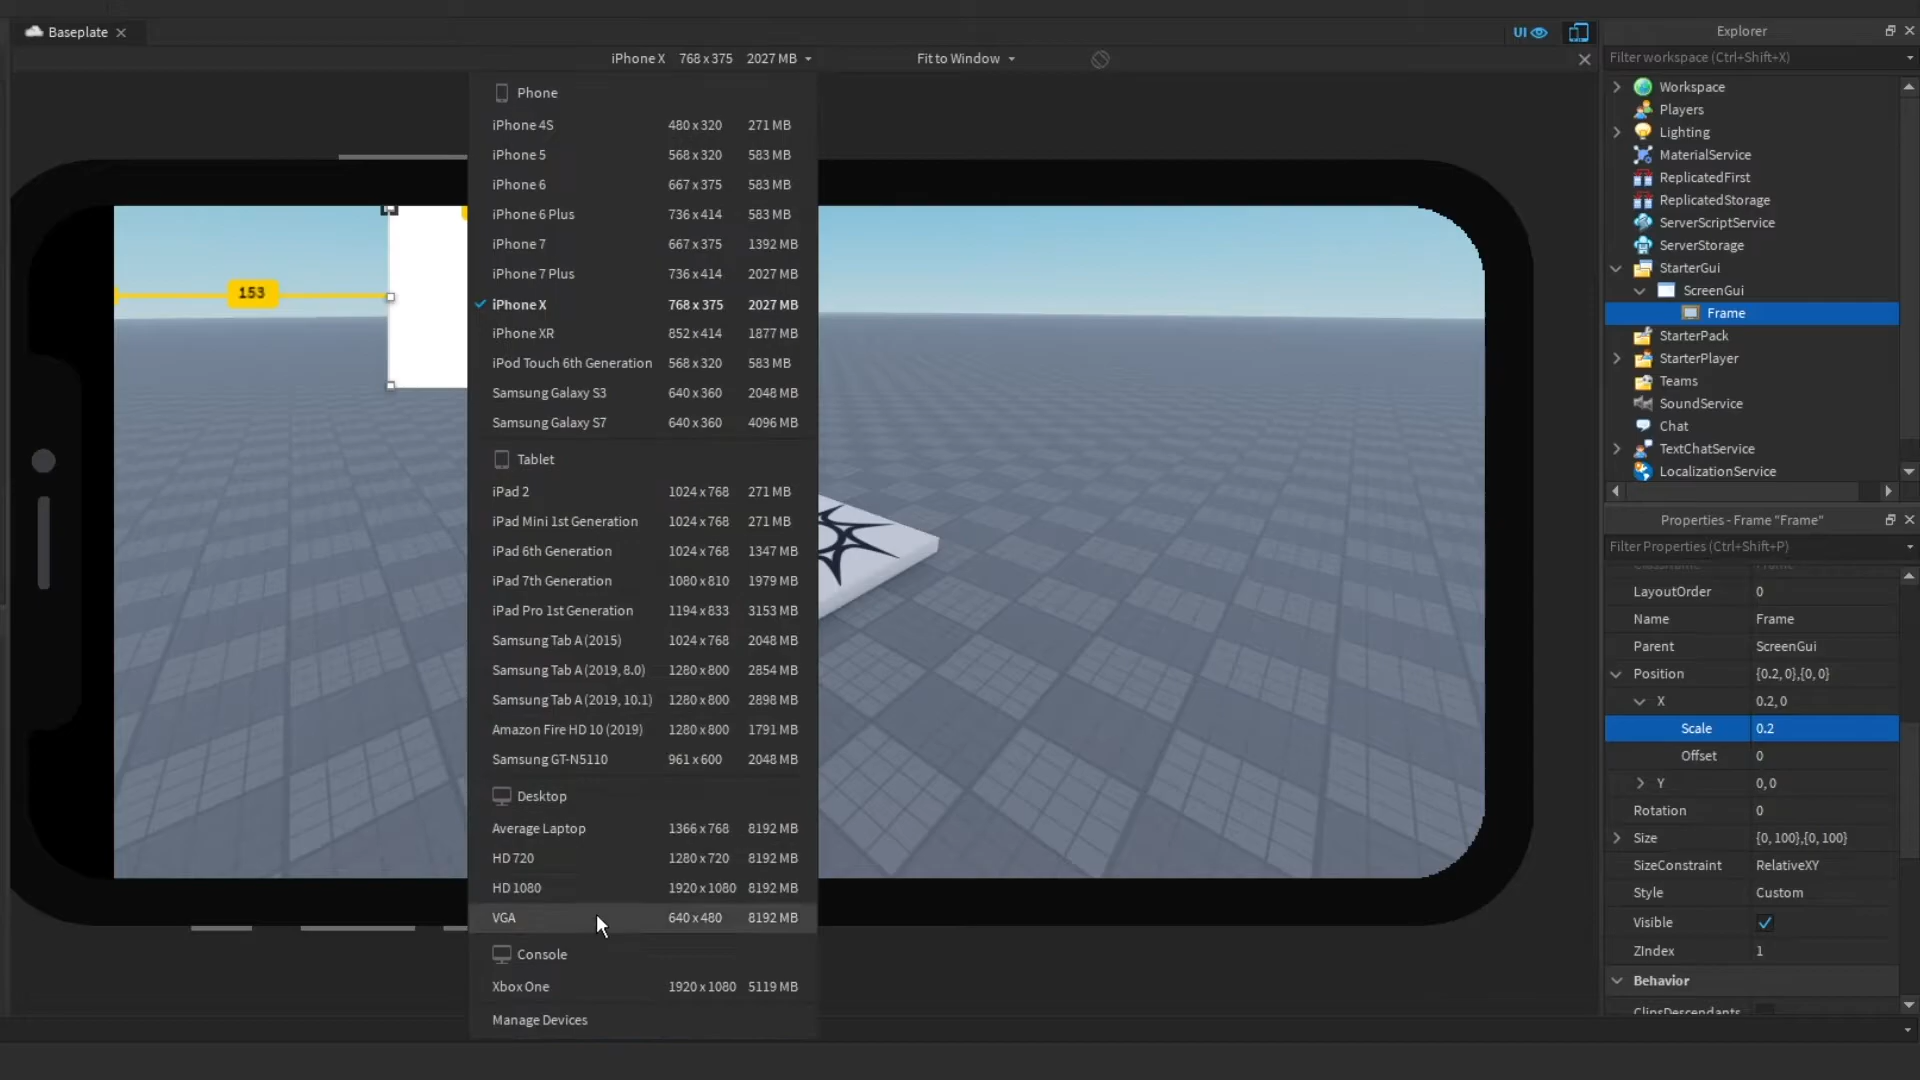 Baseplate
UI
iPhone X 768 x 375 2027 MB
Fit to Window
Phone
iPhone 4S 480 x 320 271 MB
iPhone 5 568 x 320 583 MB
iPhone 6 667 x 375 583 MB
iPhone 6 Plus 736 x 414 583 MB
iPhone 7 667 x 375 1392 MB
iPhone 7 Plus 736 x 414 2027 MB
iPhone X 768 x 375 2027 MB
iPhone XR 852 x 414 1877 MB
iPod Touch 6th Generation 568 x 320 583 MB
Samsung Galaxy S3 640 x 360 2048 MB
Samsung Galaxy S7 640 x 360 4096 MB
Tablet
iPad 2 1024 x 768 271 MB
iPad Mini 1st Generation 1024 x 768 271 MB
iPad 6th Generation 1024 x 768 1347 MB
iPad 7th Generation 1080 x 810 1979 MB
iPad Pro 1st Generation 1194 x 833 3153 MB
Samsung Tab A (2015) 1024 x 768 2048 MB
Samsung Tab A (2019, 8.0) 1280 x 800 2854 MB
Samsung Tab A (2019, 10.1) 1280 x 800 2898 MB
Amazon Fire HD 10 (2019) 1280 x 800 1791 MB
Samsung GT-N5110 961 x 600 2048 MB
Desktop
Average Laptop 1366 x 768 8192 MB
HD 720 1280 x 720 8192 MB
HD 1080 1920 x 1080 8192 MB
VGA 640 x 480 8192 MB
Console
Xbox One 1920 x 1080 5119 MB
Manage Devices
153
Explorer
Filter workspace (Ctrl+Shift+X)
Workspace
Players
Lighting
MaterialService
ReplicatedFirst
ReplicatedStorage
ServerScriptService
ServerStorage
StarterGui
ScreenGui
Frame
StarterPack
StarterPlayer
Teams
SoundService
Chat
TextChatService
LocalizationService
Properties - Frame "Frame"
Filter Properties (Ctrl+Shift+P)
LayoutOrder 0
Name Frame
Parent ScreenGui
Position {0.2, 0},{0, 0}
X 0.2, 0
Scale 0.2
Offset 0
Y 0, 0
Rotation 0
Size {0, 100},{0, 100}
SizeConstraint RelativeXY
Style Custom
Visible
ZIndex 1
Behavior
ClipsDescendants